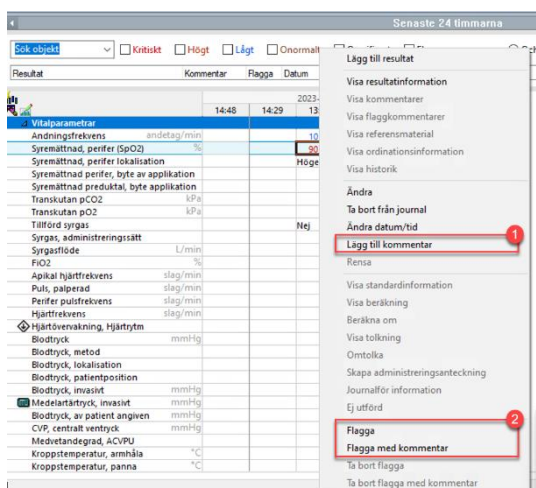 Senaste 24 timmarna
Sök objekt Kritiskt Högt Lågt Onormalt
Resultat Kommentar Flagga Datum
2023-
14:48 14:29 13:
Vitalparametrar
Andningsfrekvens andetag/min 10
Syremättnad, perifer (SpO2) % 90
Syremättnad, perifer lokalisation Höge
Syremättnad perifer, byte av applikation
Syremättnad preduktal, byte applikation
Transkutan pCO2 kPa
Transkutan pO2 kPa
Tillförd syrgas Nej
Syrgas, administreringssätt
Syrgasflöde L/min
FiO2 %
Apikal hjärtfrekvens slag/min
Puls, palperad slag/min
Perifer pulsfrekvens slag/min
Hjärtfrekvens slag/min
Hjärtövervakning, Hjärtrytm
Blodtryck mmHg
Blodtryck, metod
Blodtryck, lokalisation
Blodtryck, patientposition
Blodtryck, invasivt mmHg
Medelartärtryck, invasivt mmHg
Blodtryck, av patient angiven mmHg
CVP, centralt ventryck mmHg
Medvetandegrad, ACVPU
Kroppstemperatur, armhåla °C
Kroppstemperatur, panna °C
Lägg till resultat
Visa resultatinformation
Visa kommentarer
Visa flaggkommentarer
Visa referensmaterial
Visa ordinationsinformation
Visa historik
Ändra
Ta bort från journal
Ändra datum/tid
1
Lägg till kommentar
Rensa
Visa standardinformation
Visa beräkning
Beräkna om
Visa tolkning
Omtolka
Skapa administreringsanteckning
Journalför information
Ej utförd
2
Flagga
Flagga med kommentar
Ta bort flagga
Ta bort flagga med kommentar